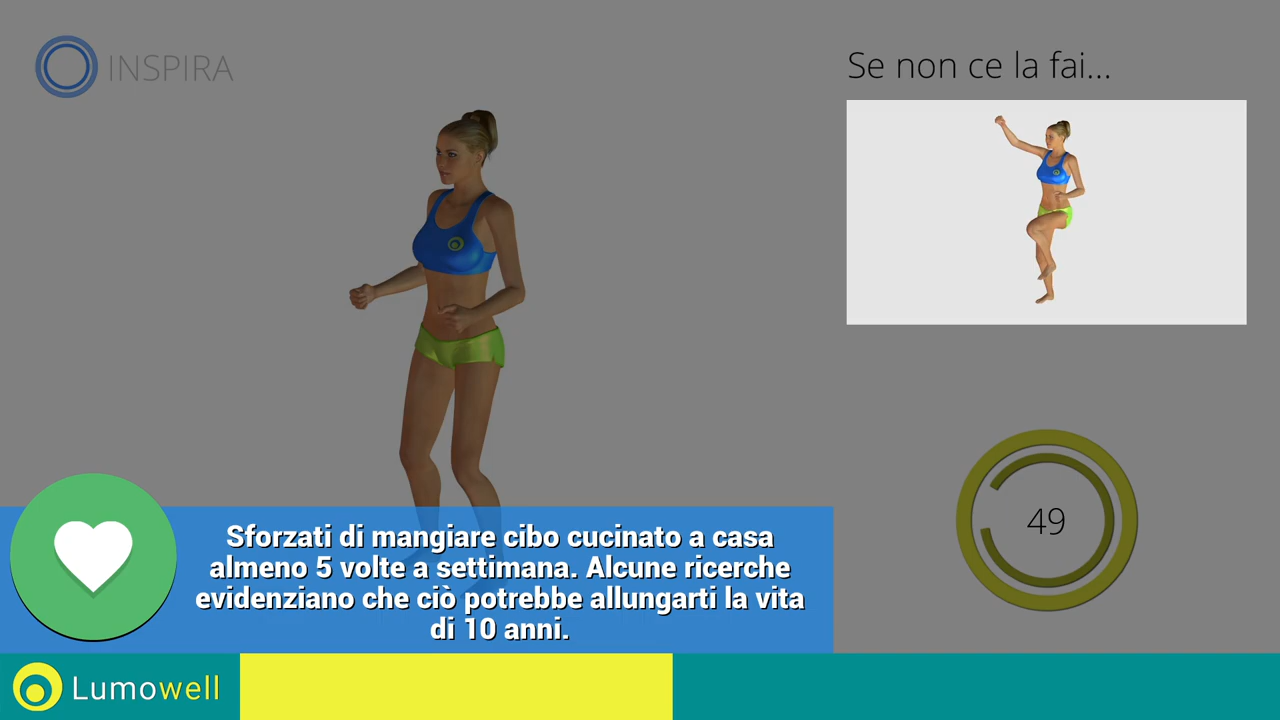 INSPIRA
Se non ce la fai...
49
Sforzati di mangiare cibo cucinato a casa
almeno 5 volte a settimana. Alcune ricerche
evidenziano che ciò potrebbe allungarti la vita
di 10 anni.
Lumowell